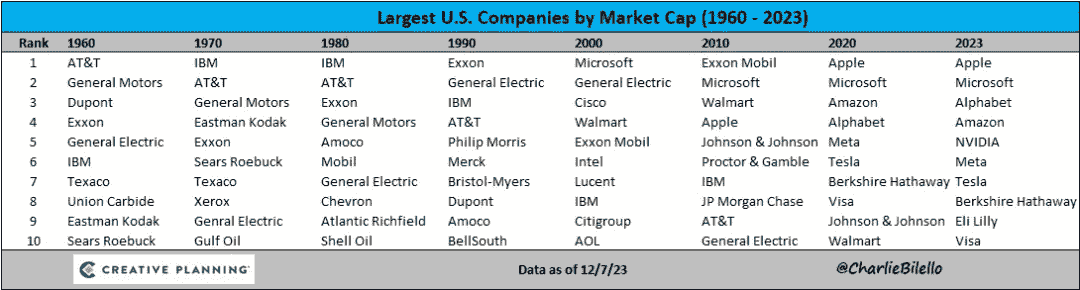 Largest U.S. Companies by Market Cap (1960 - 2023)
Rank 1960 1970 1980 1990 2000 2010 2020 2023
1 AT&T IBM IBM Exxon Microsoft Exxon Mobil Apple Apple
2 General Motors AT&T AT&T General Electric General Electric Microsoft Microsoft Microsoft
3 Dupont General Motors Exxon IBM Cisco Walmart Amazon Alphabet
4 Exxon Eastman Kodak General Motors AT&T Walmart Apple Alphabet Amazon
5 General Electric Exxon Amoco Philip Morris Exxon Mobil Johnson & Johnson Meta NVIDIA
6 IBM Sears Roebuck Mobil Merck Intel Proctor & Gamble Tesla Meta
7 Texaco Texaco General Electric Bristol-Myers Lucent IBM Berkshire Hathaway Tesla
8 Union Carbide Xerox Chevron Dupont IBM JP Morgan Chase Visa Berkshire Hathaway
9 Eastman Kodak Genral Electric Atlantic Richfield Amoco Citigroup AT&T Johnson & Johnson Eli Lilly
10 Sears Roebuck Gulf Oil Shell Oil BellSouth AOL General Electric Walmart Visa
CREATIVE PLANNING® Data as of 12/7/23 @CharlieBilello